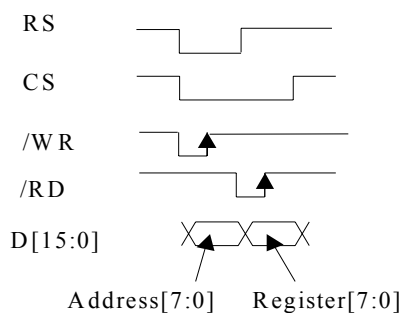 RS
CS
/WR
/RD
D[15:0]
Address[7:0] Register[7:0]